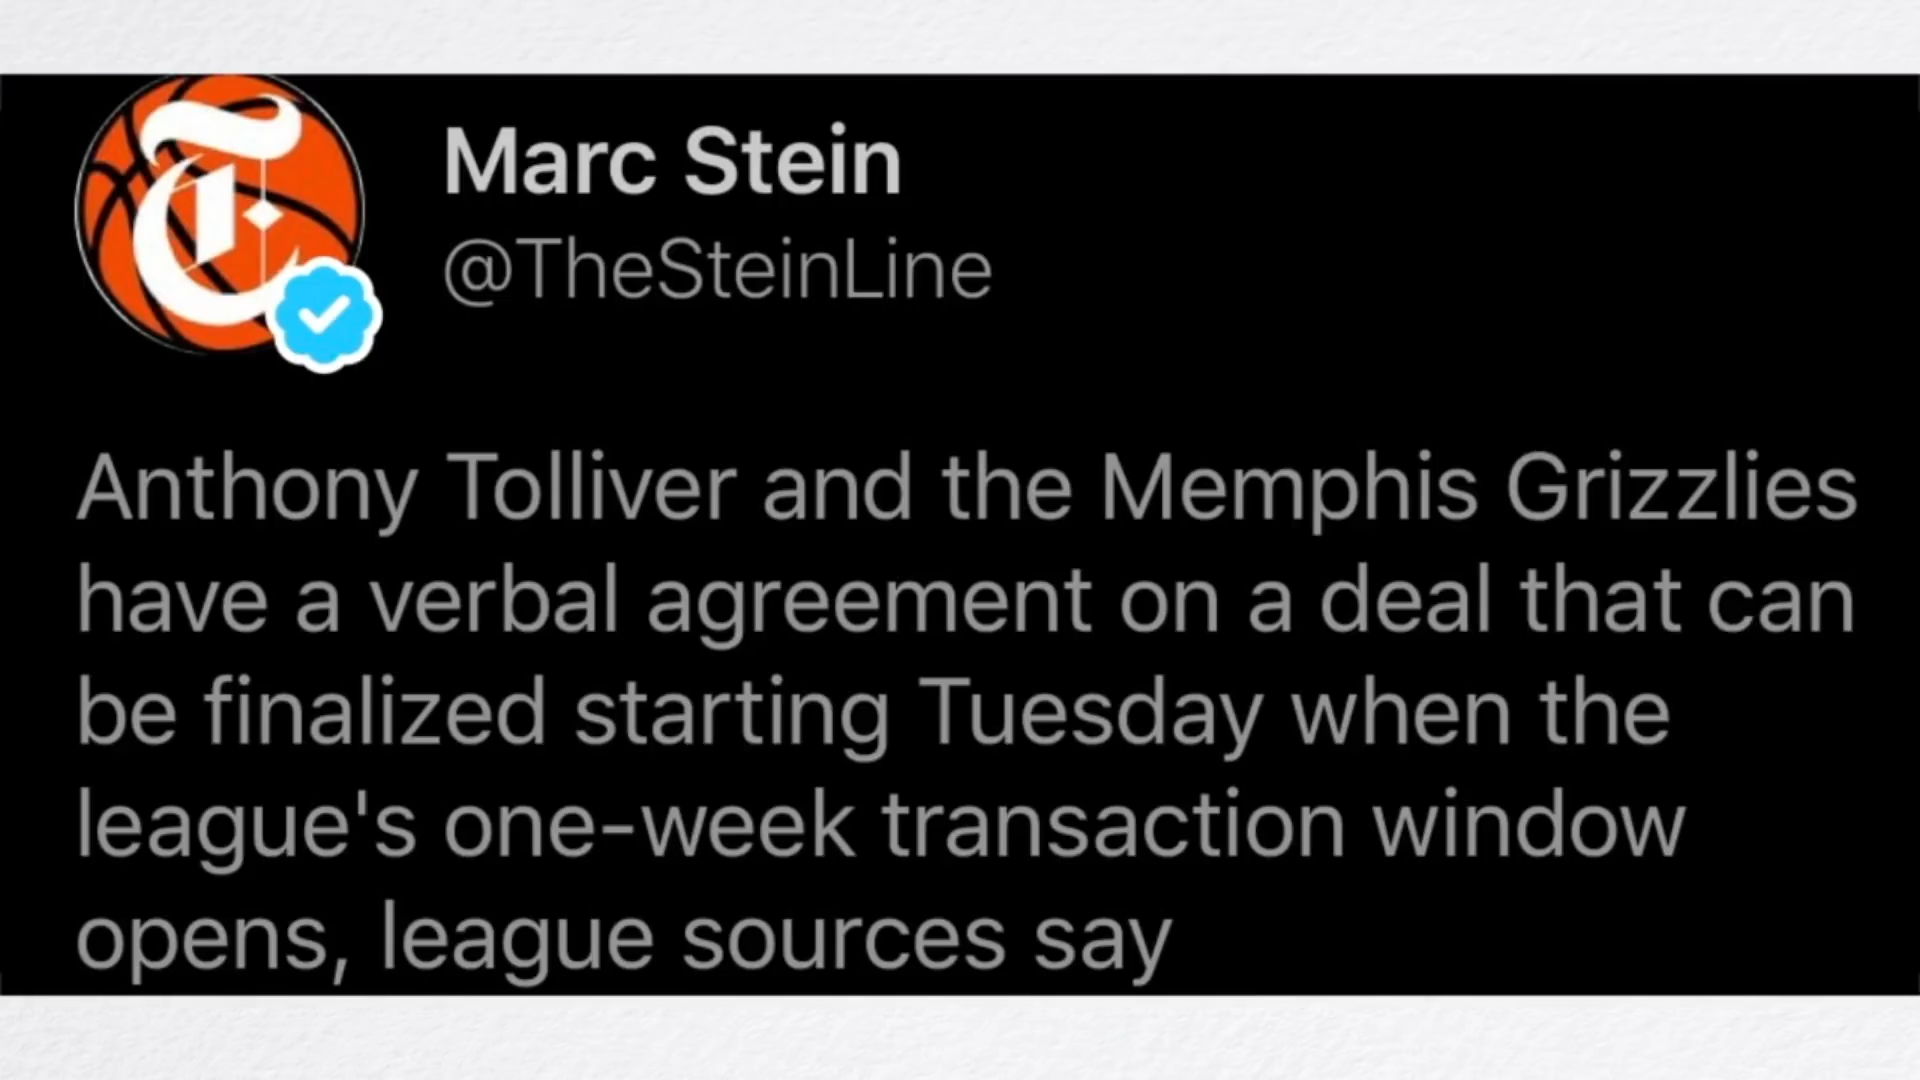 Marc Stein
@TheSteinLine
Anthony Tolliver and the Memphis Grizzlies
have a verbal agreement on a deal that can
be finalized starting Tuesday when the
league's one-week transaction window
opens, league sources say